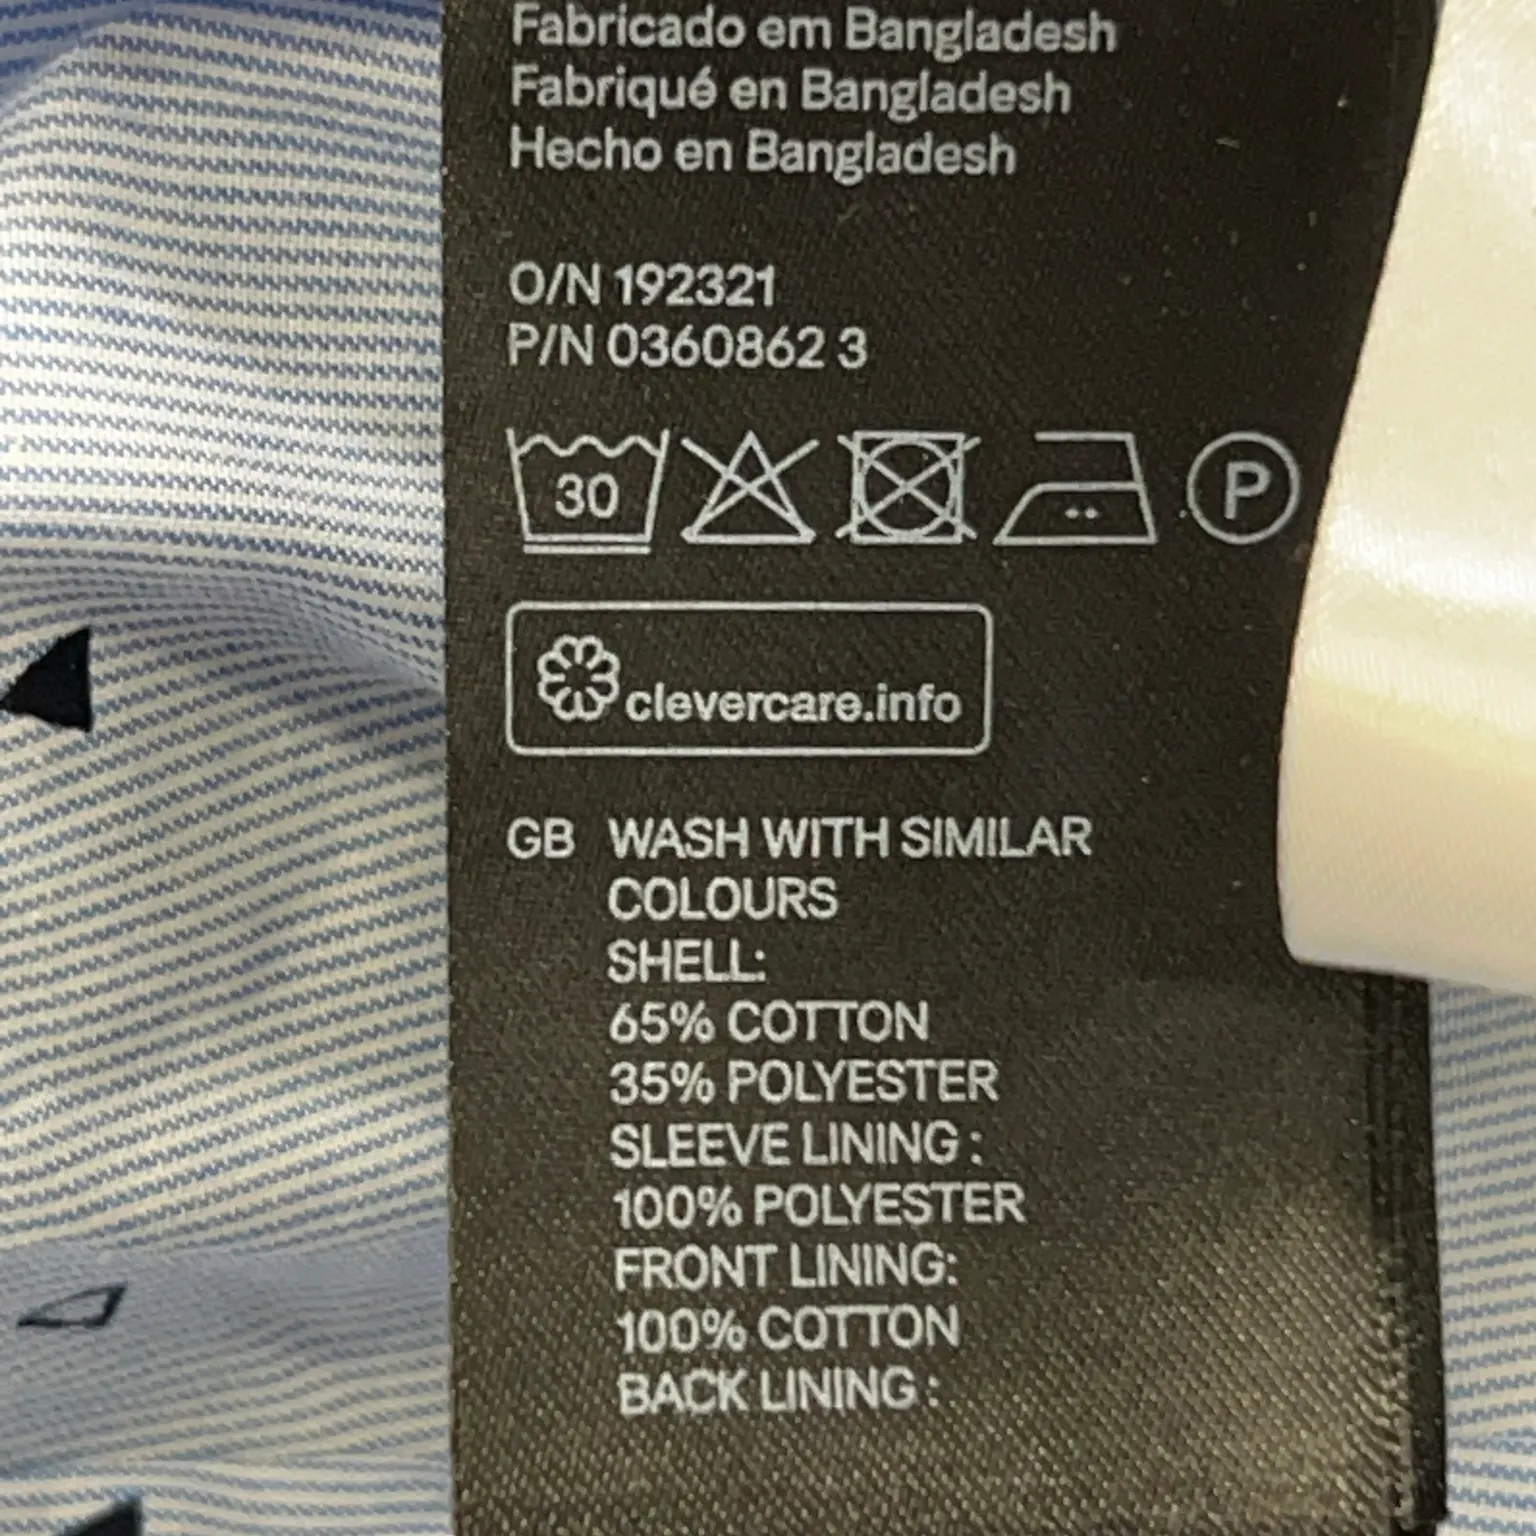 Fabricado em Bangladesh
Fabriqué en Bangladesh
Hecho en Bangladesh
O/N 192321
P/N 0360862 3
30
P
clevercare.info
GB WASH WITH SIMILAR
COLOURS
SHELL:
65% COTTON
35% POLYESTER
SLEEVE LINING :
100% POLYESTER
FRONT LINING:
100% COTTON
BACK LINING :